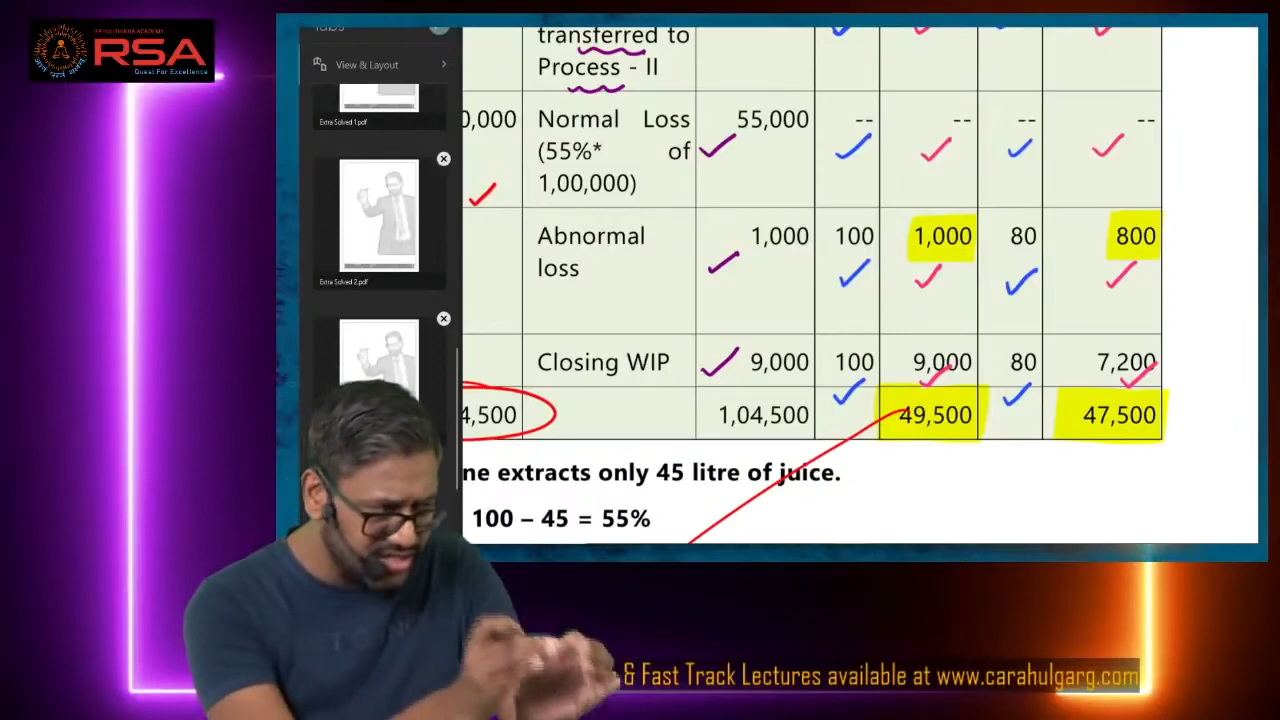 RSA
Quest For Excellence
View & Layout
Extra Solved 1.pdf
Extra Solved 2.pdf
transferred to
Process - II
0,000 Normal Loss 55,000 -- -- -- --
(55%* of
1,00,000)
Abnormal 1,000 100 1,000 80 800
loss
Closing WIP 9,000 100 9,000 80 7,200
4,500 1,04,500 49,500 47,500
ne extracts only 45 litre of juice.
100 – 45 = 55%
& Fast Track Lectures available at www.carahulgarg.com